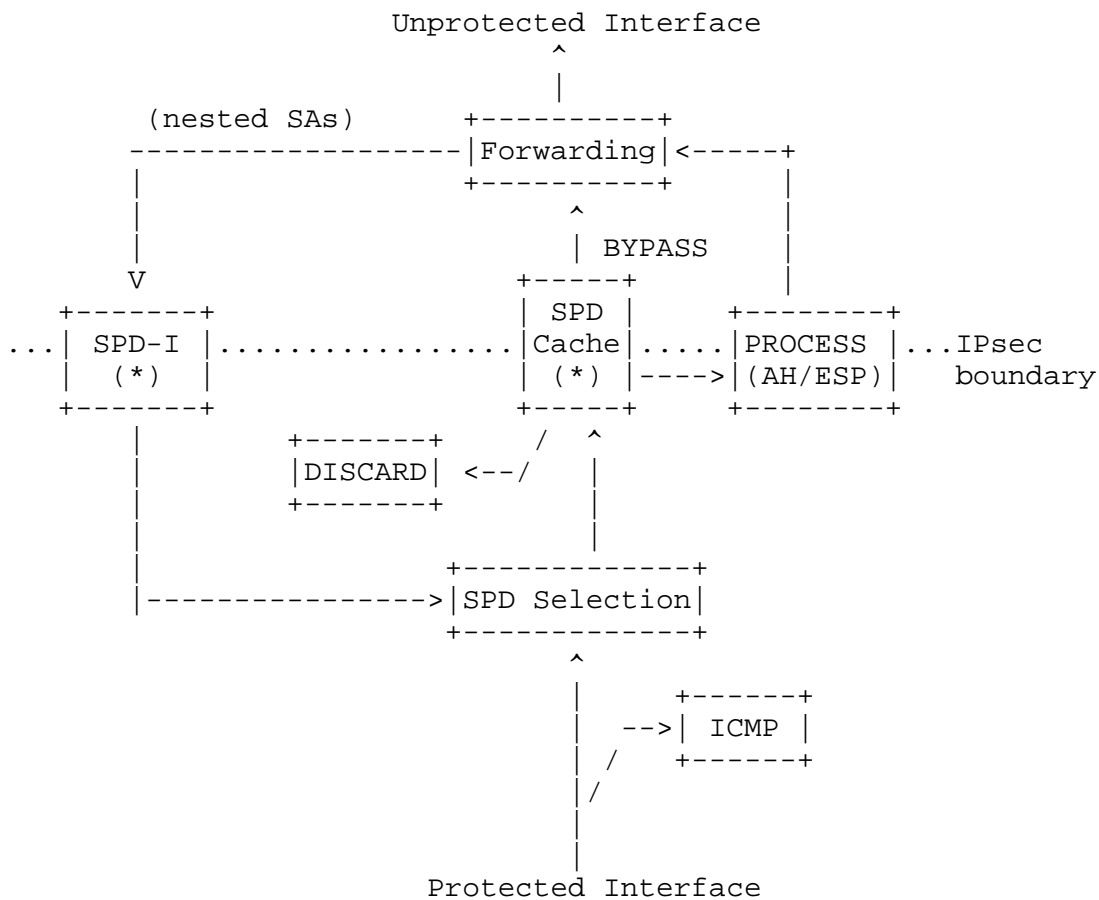 Unprotected Interface
(nested SAs)
Forwarding
BYPASS
SPD
SPD-I
Cache
PROCESS
...IPsec
(*)
(*)
(AH/ESP)
boundary
DISCARD
SPD Selection
ICMP
Protected Interface